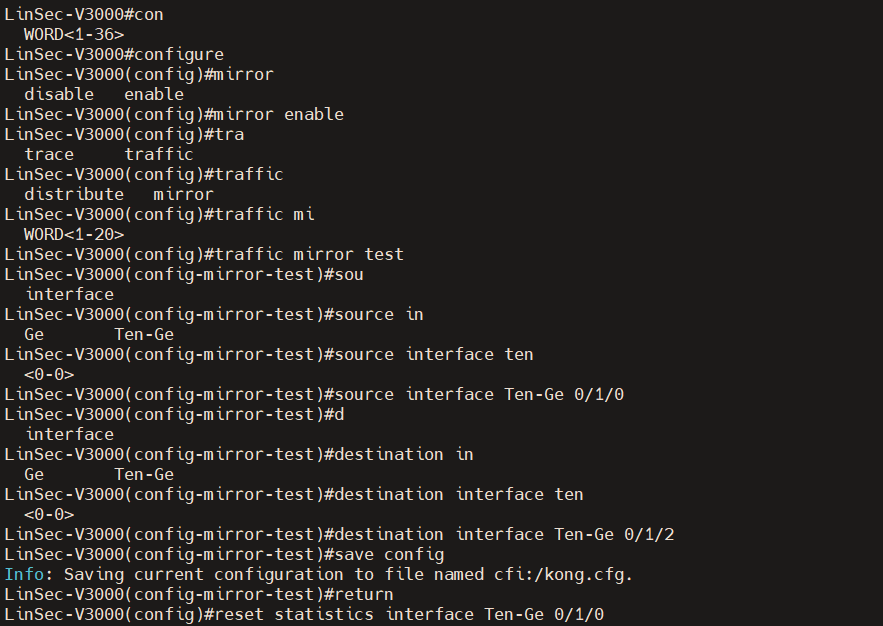 LinSec-V3000#con
  WORD<1-36>
LinSec-V3000#configure
LinSec-V3000(config)#mirror
  disable   enable
LinSec-V3000(config)#mirror enable
LinSec-V3000(config)#tra
  trace     traffic
LinSec-V3000(config)#traffic
  distribute   mirror
LinSec-V3000(config)#traffic mi
  WORD<1-20>
LinSec-V3000(config)#traffic mirror test
LinSec-V3000(config-mirror-test)#sou
  interface
LinSec-V3000(config-mirror-test)#source in
  Ge       Ten-Ge
LinSec-V3000(config-mirror-test)#source interface ten
  <0-0>
LinSec-V3000(config-mirror-test)#source interface Ten-Ge 0/1/0
LinSec-V3000(config-mirror-test)#d
  interface
LinSec-V3000(config-mirror-test)#destination in
  Ge       Ten-Ge
LinSec-V3000(config-mirror-test)#destination interface ten
  <0-0>
LinSec-V3000(config-mirror-test)#destination interface Ten-Ge 0/1/2
LinSec-V3000(config-mirror-test)#save config
Info: Saving current configuration to file named cfi:/kong.cfg.
LinSec-V3000(config-mirror-test)#return
LinSec-V3000(config)#reset statistics interface Ten-Ge 0/1/0